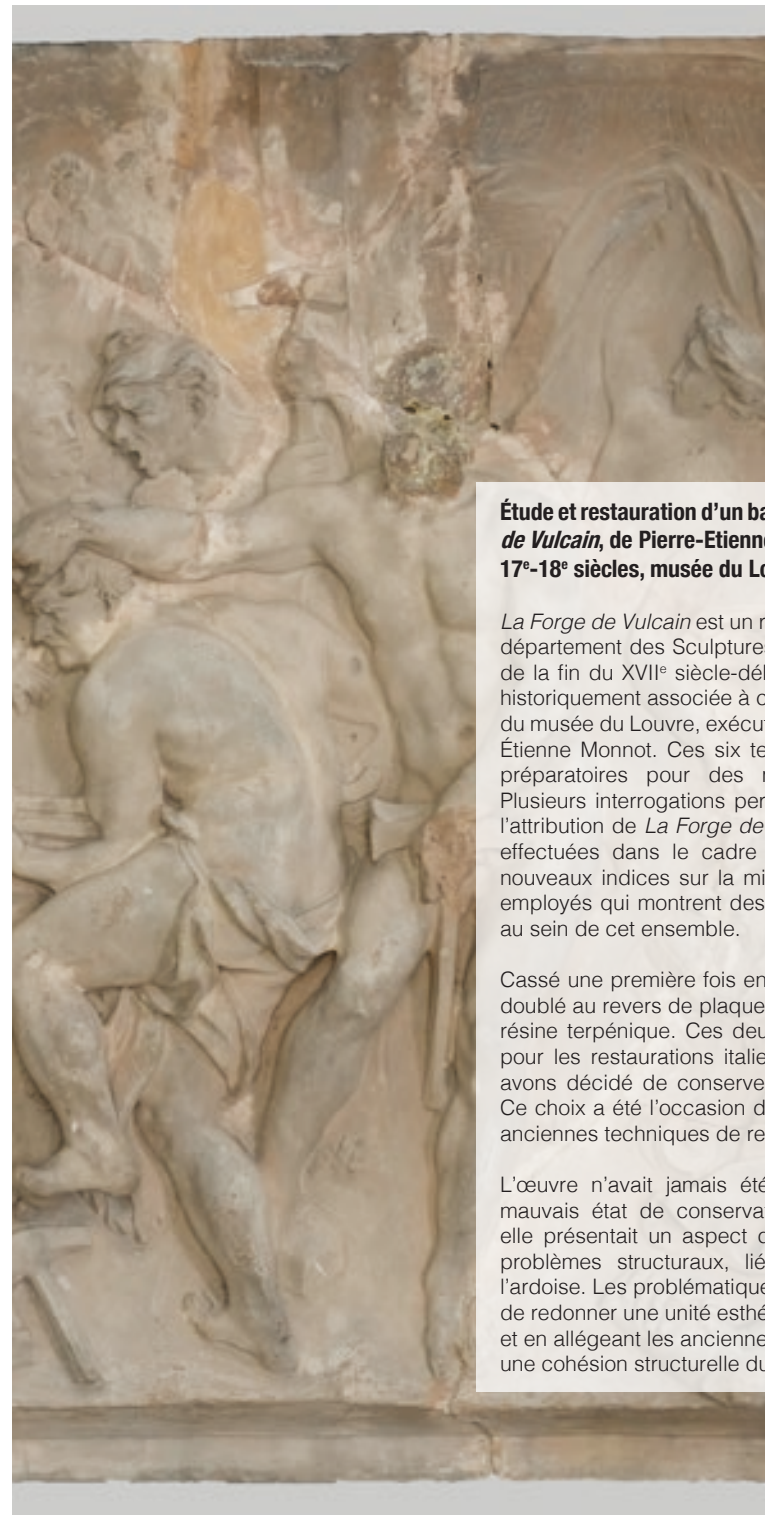 Étude et restauration d’un ba
de Vulcain, de Pierre-Etienne
17e-18e siècles, musée du Lo
La Forge de Vulcain est un r
département des Sculptures
de la fin du XVIIe siècle-dé
historiquement associée à c
du musée du Louvre, exécut
Étienne Monnot. Ces six te
préparatoires pour des r
Plusieurs interrogations per
l’attribution de La Forge de
effectuées dans le cadre
nouveaux indices sur la mi
employés qui montrent des
au sein de cet ensemble.
Cassé une première fois en
doublé au revers de plaque
résine terpénique. Ces deu
pour les restaurations italie
avons décidé de conserve
Ce choix a été l’occasion d
anciennes techniques de re
L’œuvre n’avait jamais été
mauvais état de conserva
elle présentait un aspect d
problèmes structuraux, lié
l’ardoise. Les problématique
de redonner une unité esthé
et en allégeant les ancienne
une cohésion structurelle du